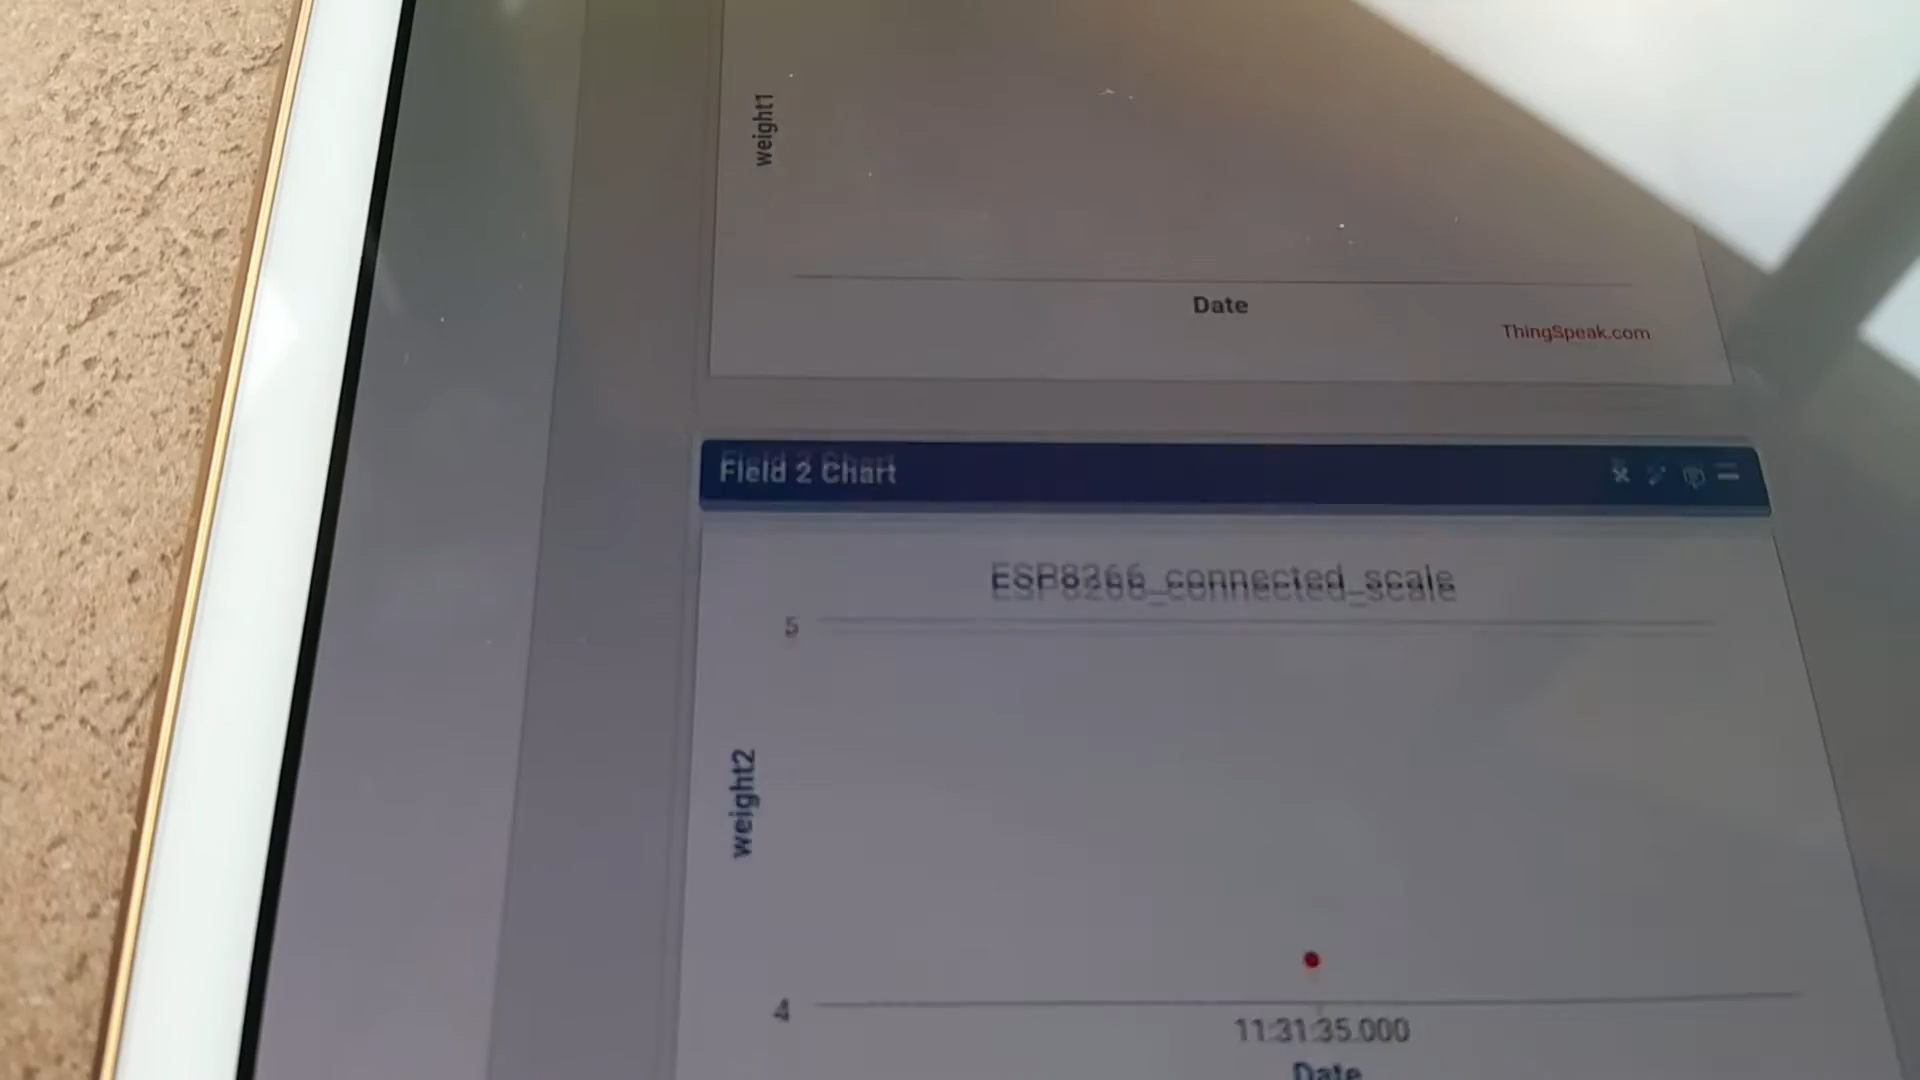 weight1
Date
ThingSpeak.com
Field 2 Chart
ESP8266_connected_scale
5
weight2
4
11:31:35.000
Date